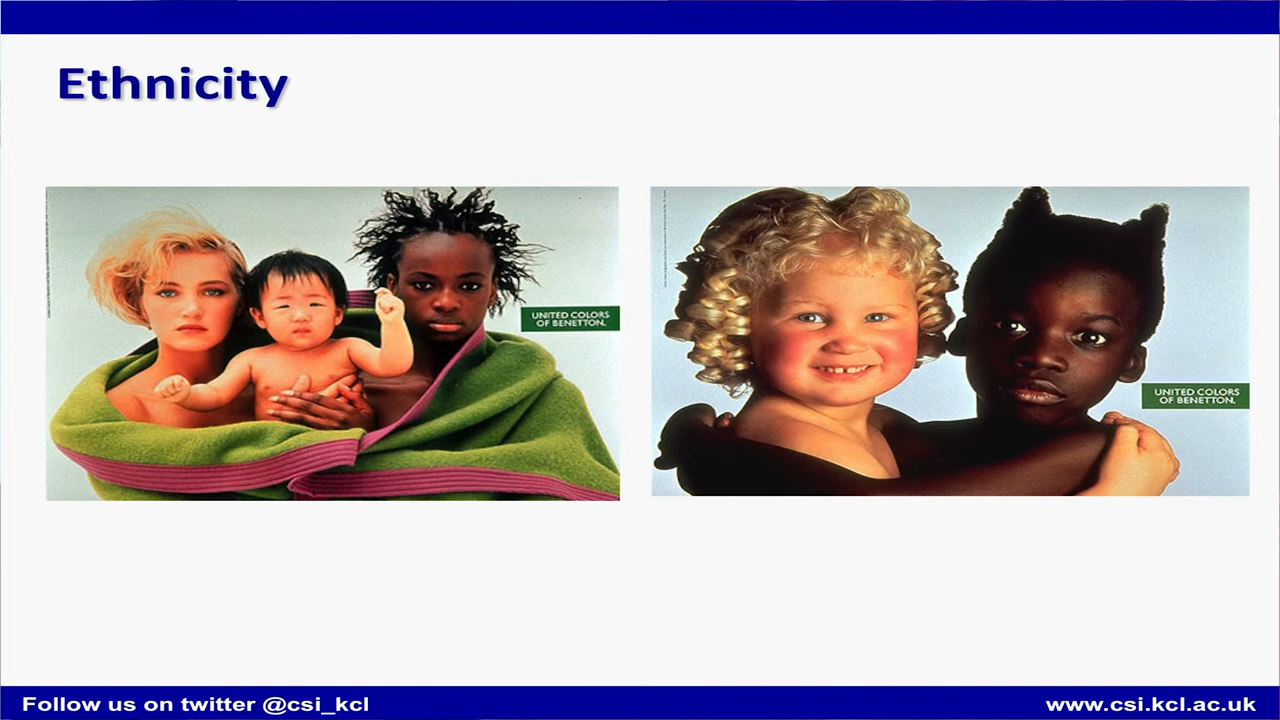 Ethnicity
UNITED COLORS
OF BENETTON.
UNITED COLORS
OF BENETTON.
Follow us on twitter @csi_kcl
www.csi.kcl.ac.uk